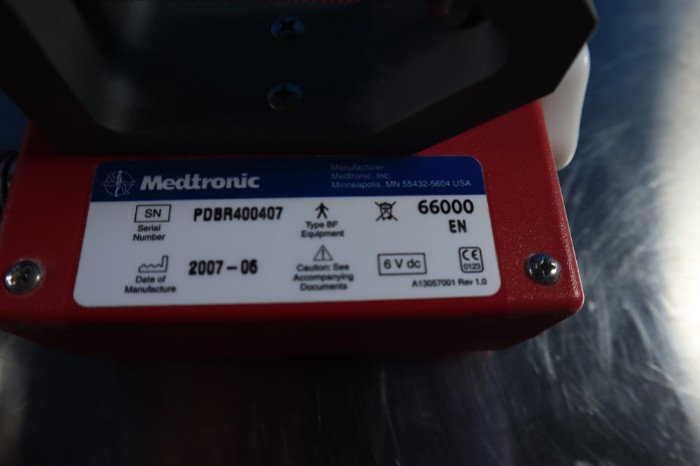 Medtronic
Manufacturer
Medtronic, Inc.
Minneapolis, MN 55432-5604 USA
SN
Serial
Number
PDBR400407
Type BF
Equipment
66000
EN
Date of
Manufacture
2007-06
Caution: See
Accompanying
Documents
6 V dc
CE
0123
A13057001 Rev 1.0